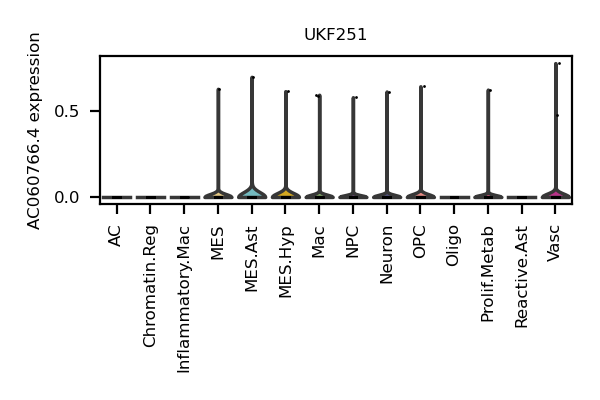 UKF251
AC060766.4 expression
0.5
0.0
AC
Chromatin.Reg
Inflammatory.Mac
MES
MES.Ast
MES.Hyp
Mac
NPC
Neuron
OPC
Oligo
Prolif.Metab
Reactive.Ast
Vasc